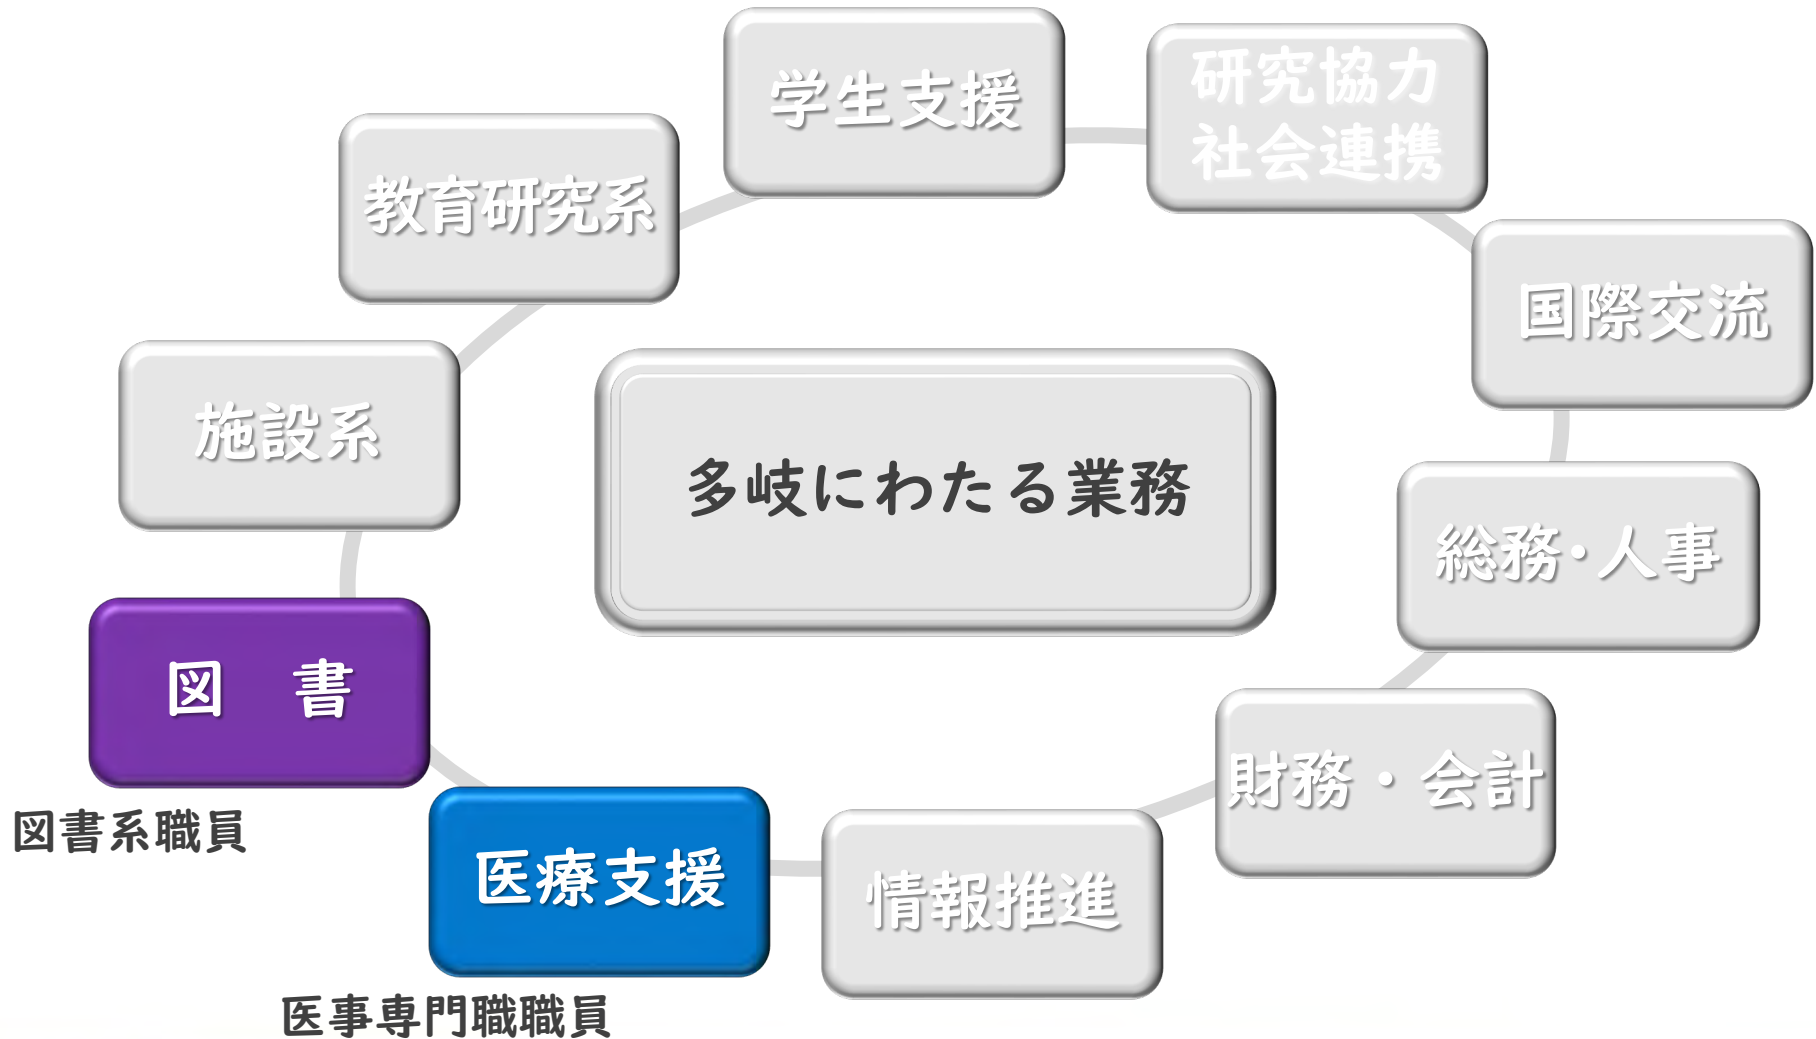 学生支援
研究協力
社会連携
教育研究系
国際交流
施設系
多岐にわたる業務
総務・人事
図　書
財務・会計
図書系職員
医療支援
情報推進
医事専門職職員